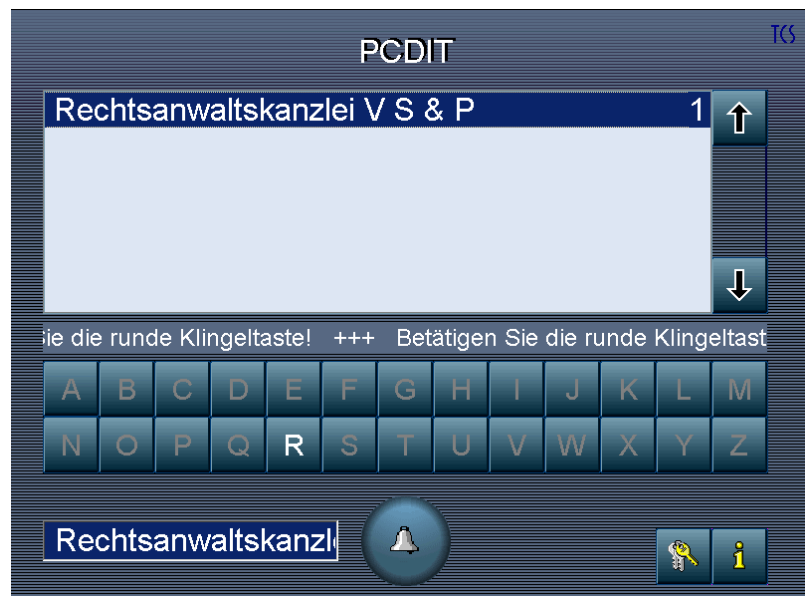 TCS
PCDIT
Rechtsanwaltskanzlei V S & P 1
ie die runde Klingeltaste! +++ Betätigen Sie die runde Klingeltast
A B C D E F G H I J K L M
N O P Q R S T U V W X Y Z
Rechtsanwaltskanzl
i